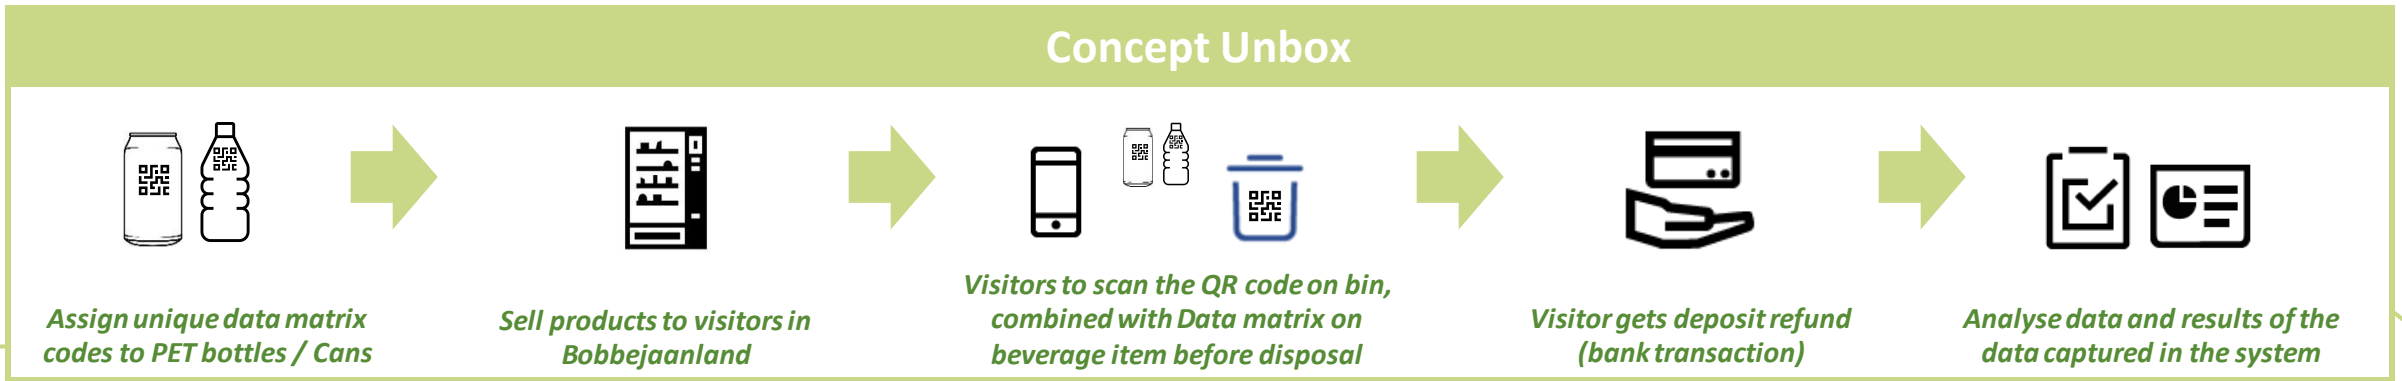 Concept Unbox
Assign unique data matrix
codes to PET bottles / Cans
Sell products to visitors in
Bobbejaanland
Visitors to scan the QR code on bin,
combined with Data matrix on
beverage item before disposal
Visitor gets deposit refund
(bank transaction)
Analyse data and results of the
data captured in the system